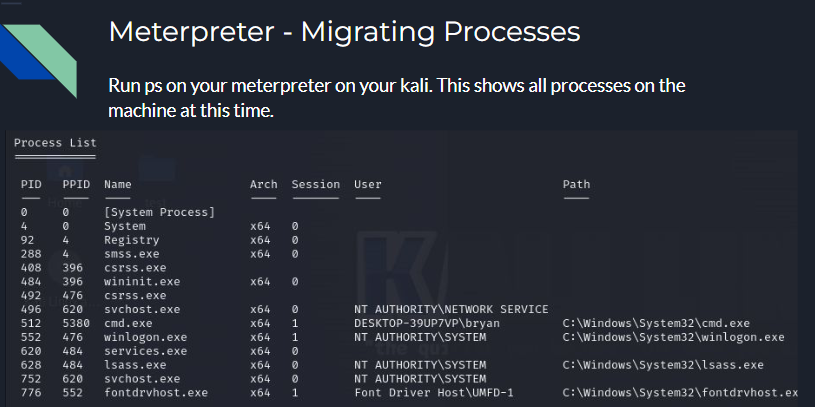 Meterpreter - Migrating Processes
Run ps on your meterpreter on your kali. This shows all processes on the
machine at this time.
Process List
PID PPID Name Arch Session User Path
0 0 [System Process]
4 0 System x64 0
92 4 Registry x64 0
288 4 smss.exe x64 0
408 396 csrss.exe
484 396 wininit.exe x64 0
492 476 csrss.exe
496 620 svchost.exe x64 0 NT AUTHORITY\NETWORK SERVICE
512 5380 cmd.exe x64 1 DESKTOP-39UP7VP\bryan C:\Windows\System32\cmd.exe
552 476 winlogon.exe x64 1 NT AUTHORITY\SYSTEM C:\Windows\System32\winlogon.exe
620 484 services.exe x64 0
628 484 lsass.exe x64 0 NT AUTHORITY\SYSTEM C:\Windows\System32\lsass.exe
752 620 svchost.exe x64 0 NT AUTHORITY\SYSTEM
776 552 fontdrvhost.exe x64 1 Font Driver Host\UMFD-1 C:\Windows\System32\fontdrvhost.ex